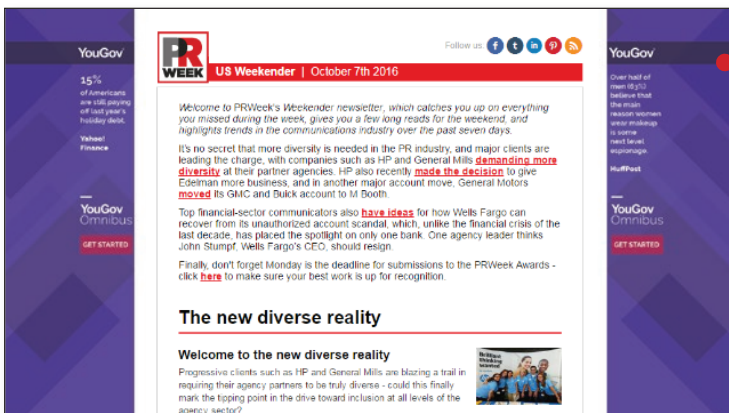 YouGov
15%
of Americans
are still paying
off last year's
holiday debt.
Yahoo!
Finance
YouGov
Omnibus
GET STARTED
PR
WEEK
Follow us:
US Weekender | October 7th 2016
Welcome to PRWeek's Weekender newsletter, which catches you up on everything
you missed during the week, gives you a few long reads for the weekend, and
highlights trends in the communications industry over the past seven days.
It's no secret that more diversity is needed in the PR industry, and major clients are
leading the charge, with companies such as HP and General Mills demanding more
diversity at their partner agencies. HP also recently made the decision to give
Edelman more business, and in another major account move, General Motors
moved its GMC and Buick account to M Booth.
Top financial-sector communicators also have ideas for how Wells Fargo can
recover from its unauthorized account scandal, which, unlike the financial crisis of the
last decade, has placed the spotlight on only one bank. One agency leader thinks
John Stumpf, Wells Fargo's CEO, should resign.
Finally, don't forget Monday is the deadline for submissions to the PRWeek Awards -
click here to make sure your best work is up for recognition.
The new diverse reality
Welcome to the new diverse reality
Progressive clients such as HP and General Mills are blazing a trail in
requiring their agency partners to be truly diverse - could this finally
mark the tipping point in the drive toward inclusion at all levels of the
agency sector?
Brilliant
thinking
wanted
YouGov
Over half of
men (63%)
believe that
the main
reason women
wear makeup
is some
next level
espionage.
HuffPost
YouGov
Omnibus
GET STARTED